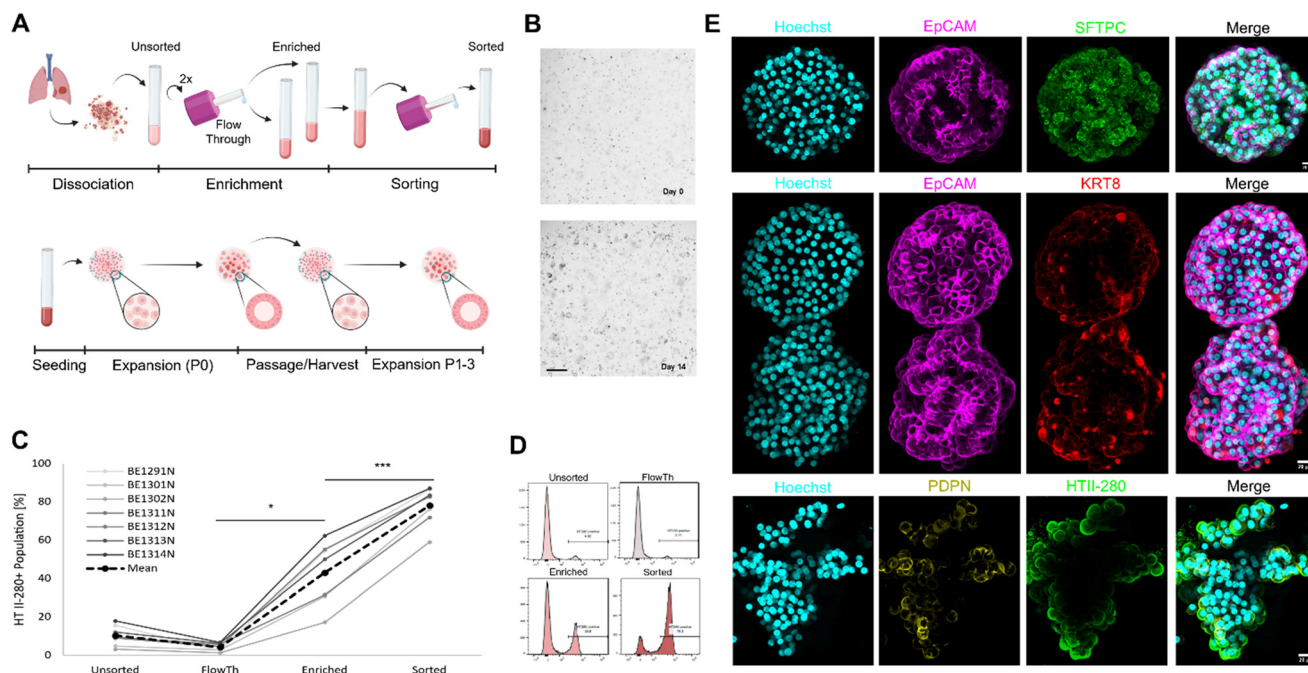 A
Unsorted
Enriched
Sorted
2x
Flow
Through
Dissociation
Enrichment
Sorting
Seeding
Expansion (P0)
Passage/Harvest
Expansion P1-3
B
Day 0
Day 14
C
HT II-280+ Population [%]
100
80
60
40
20
0
BE1291N
BE1301N
BE1302N
BE1311N
BE1312N
BE1313N
BE1314N
Mean
*
***
Unsorted
FlowTh
Enriched
Sorted
D
Unsorted
FlowTh
Enriched
Sorted
E
Hoechst
EpCAM
SFTPC
Merge
Hoechst
EpCAM
KRT8
Merge
Hoechst
PDPN
HTII-280
Merge